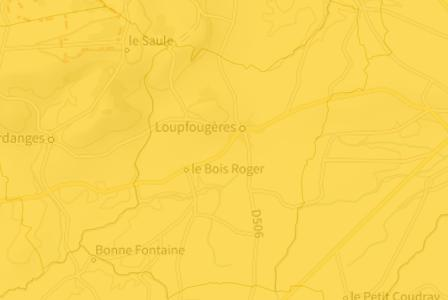 le Saule
Loupfougères
rdanges
le Bois Roger
D506
Bonne Fontaine
le Petit Coudray